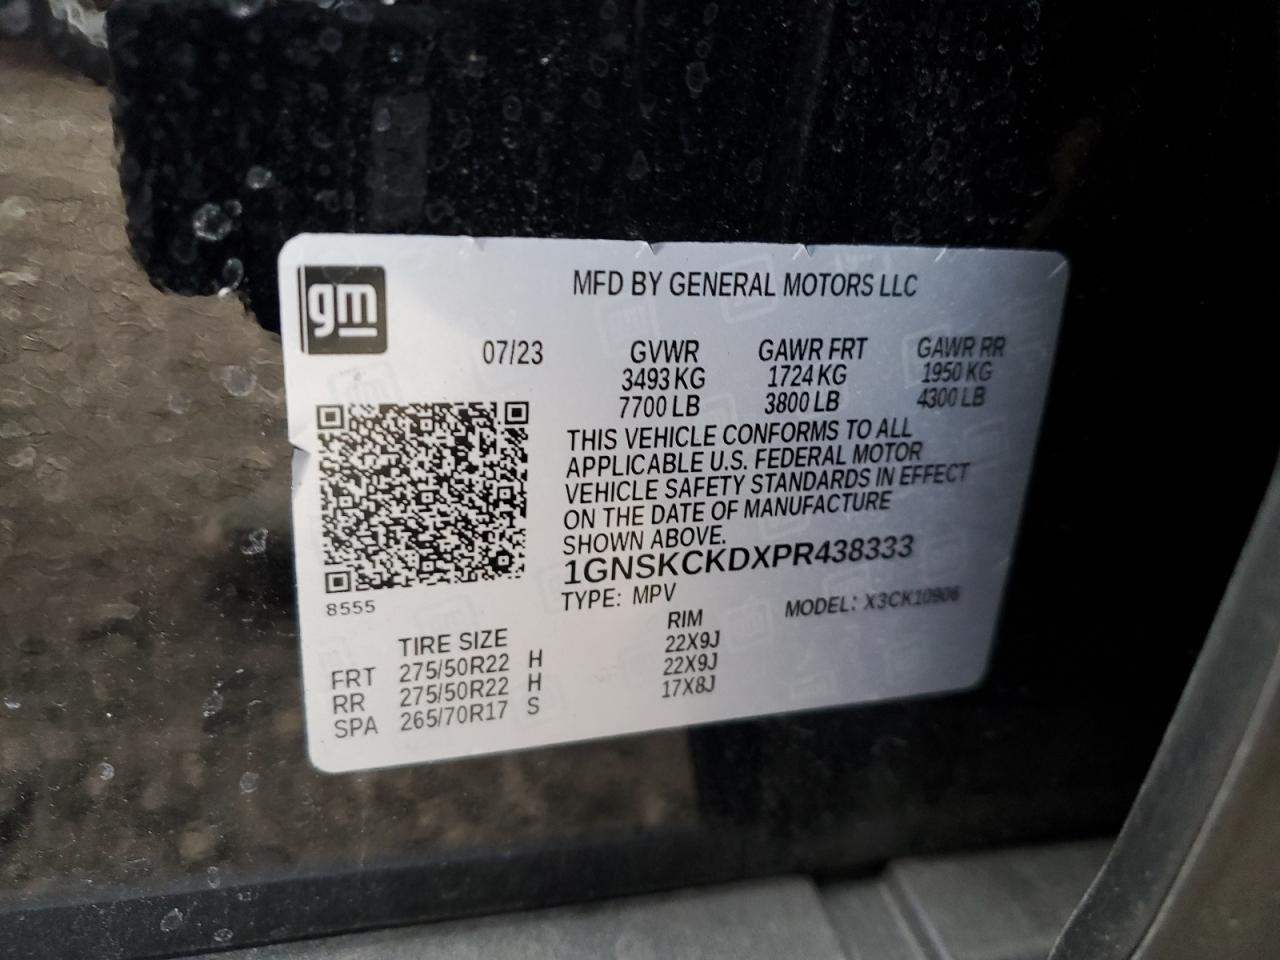 gm
MFD BY GENERAL MOTORS LLC
07/23 GVWR GAWR FRT GAWR RR
3493 KG 1724 KG 1950 KG
7700 LB 3800 LB 4300 LB
THIS VEHICLE CONFORMS TO ALL
APPLICABLE U.S. FEDERAL MOTOR
VEHICLE SAFETY STANDARDS IN EFFECT
ON THE DATE OF MANUFACTURE
SHOWN ABOVE.
1GNSKCKDXPR438333
8555
TYPE: MPV MODEL: X3CK10906
TIRE SIZE RIM
FRT 275/50R22 H 22X9J
RR 275/50R22 H 22X9J
SPA 265/70R17 S 17X8J